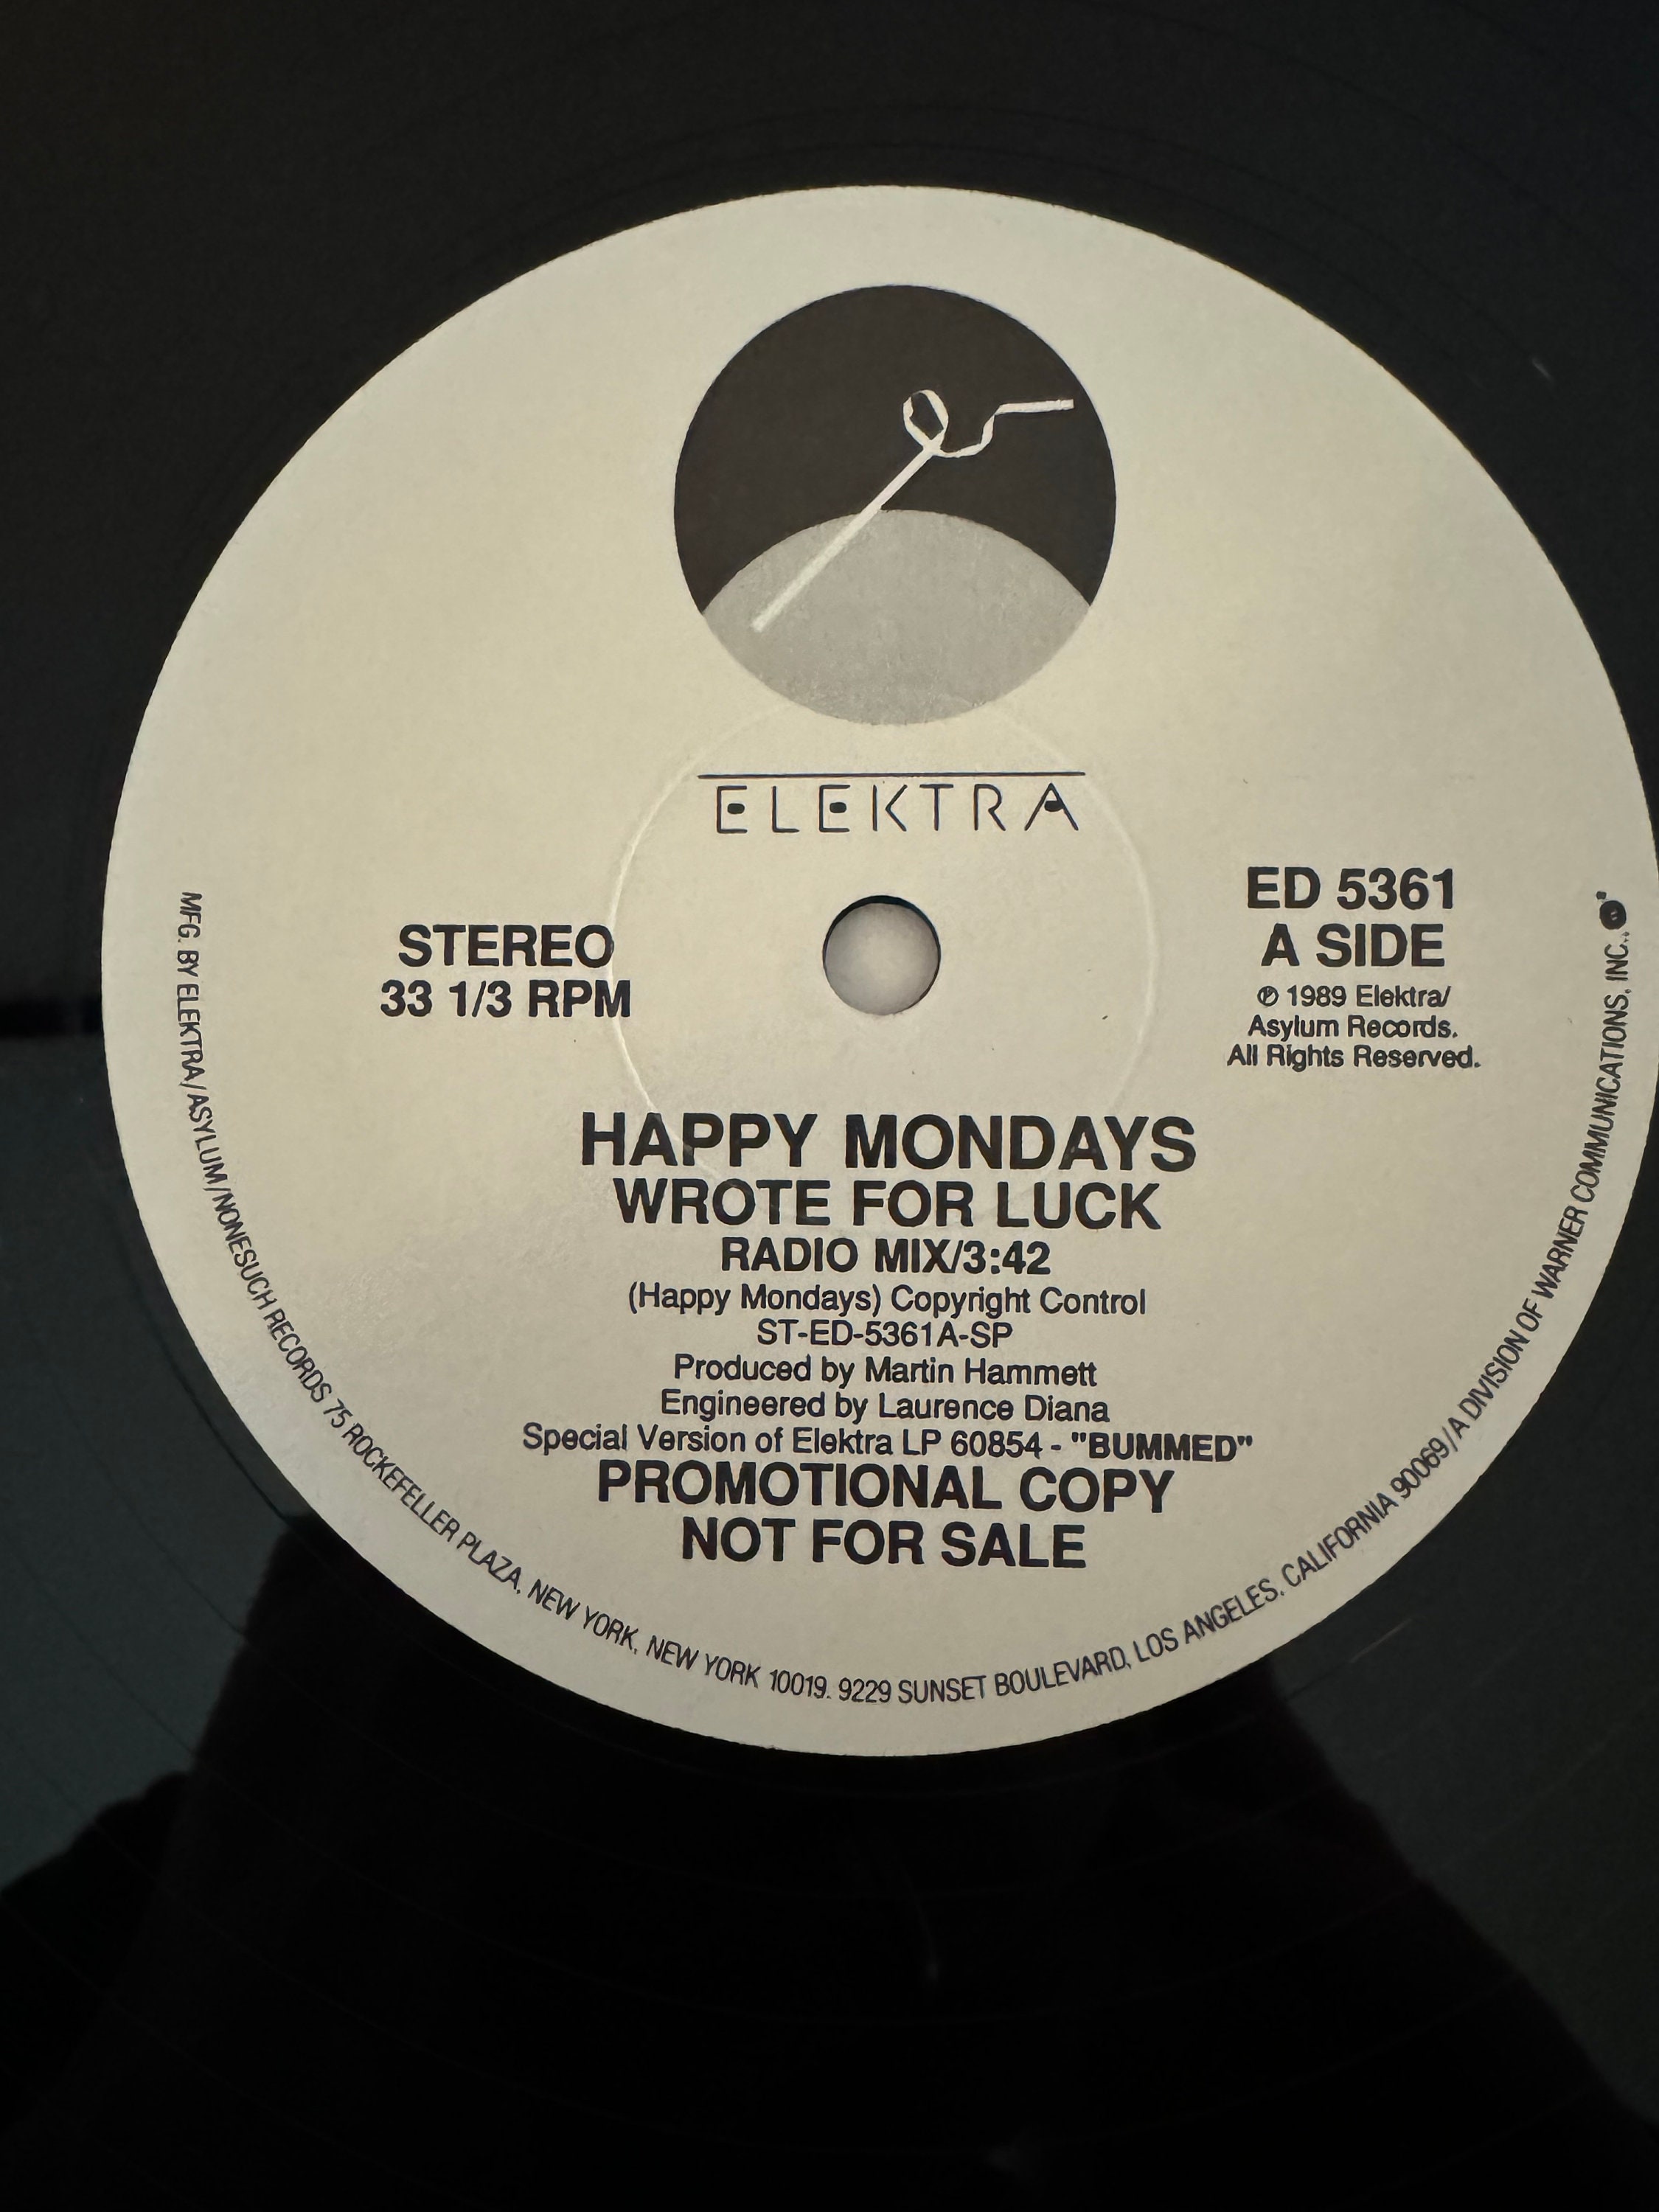 ELEKTRA
STEREO
33 1/3 RPM
ED 5361
A SIDE
℗ 1989 Elektra/
Asylum Records.
All Rights Reserved.
HAPPY MONDAYS
WROTE FOR LUCK
RADIO MIX/3:42
(Happy Mondays) Copyright Control
ST-ED-5361A-SP
Produced by Martin Hammett
Engineered by Laurence Diana
Special Version of Elektra LP 60854 - "BUMMED"
PROMOTIONAL COPY
NOT FOR SALE
MFG. BY ELEKTRA/ASYLUM/NONESUCH RECORDS 75 ROCKEFELLER PLAZA, NEW YORK, NEW YORK 10019. 9229 SUNSET BOULEVARD, LOS ANGELES, CALIFORNIA 90069/A DIVISION OF WARNER COMMUNICATIONS, INC.,